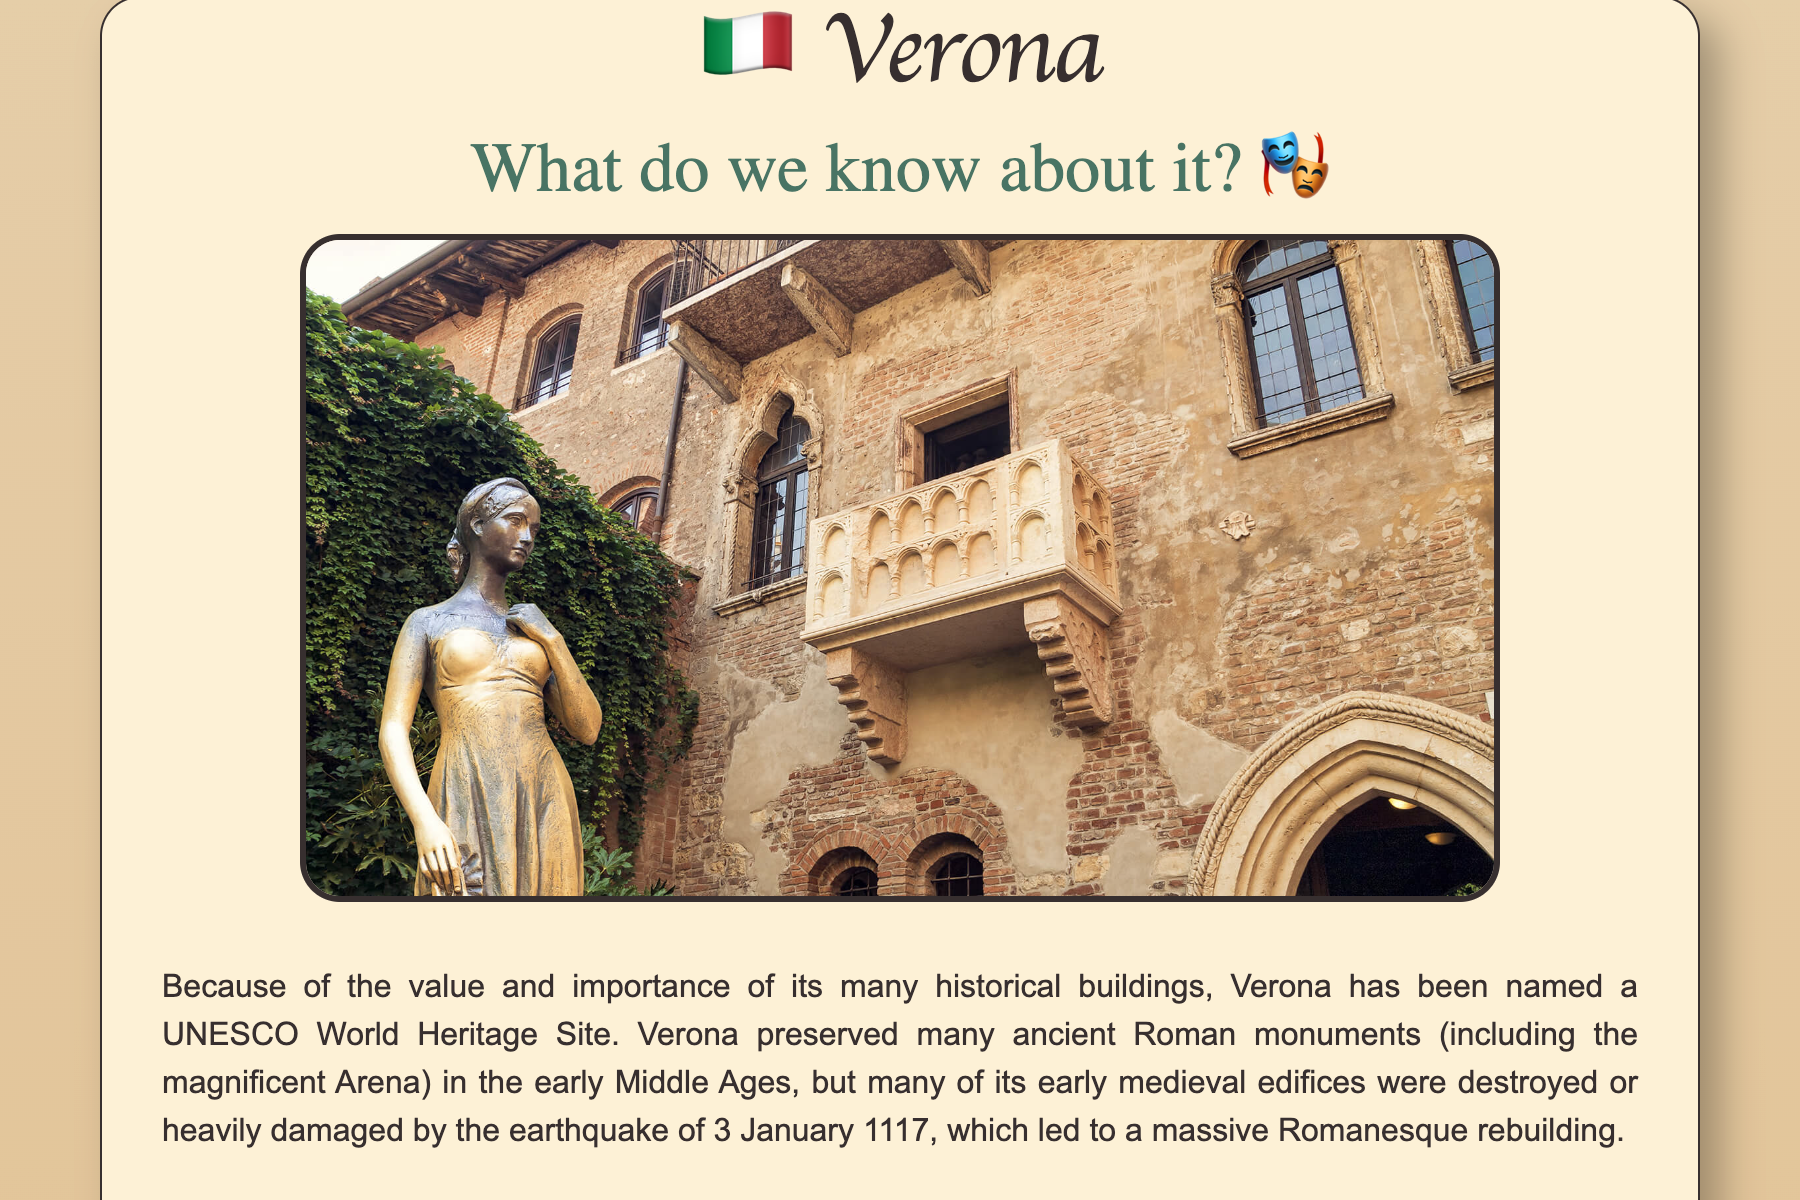 🇮🇹 Verona
What do we know about it? 🎭
Because of the value and importance of its many historical buildings, Verona has been named a
UNESCO World Heritage Site. Verona preserved many ancient Roman monuments (including the
magnificent Arena) in the early Middle Ages, but many of its early medieval edifices were destroyed or
heavily damaged by the earthquake of 3 January 1117, which led to a massive Romanesque rebuilding.